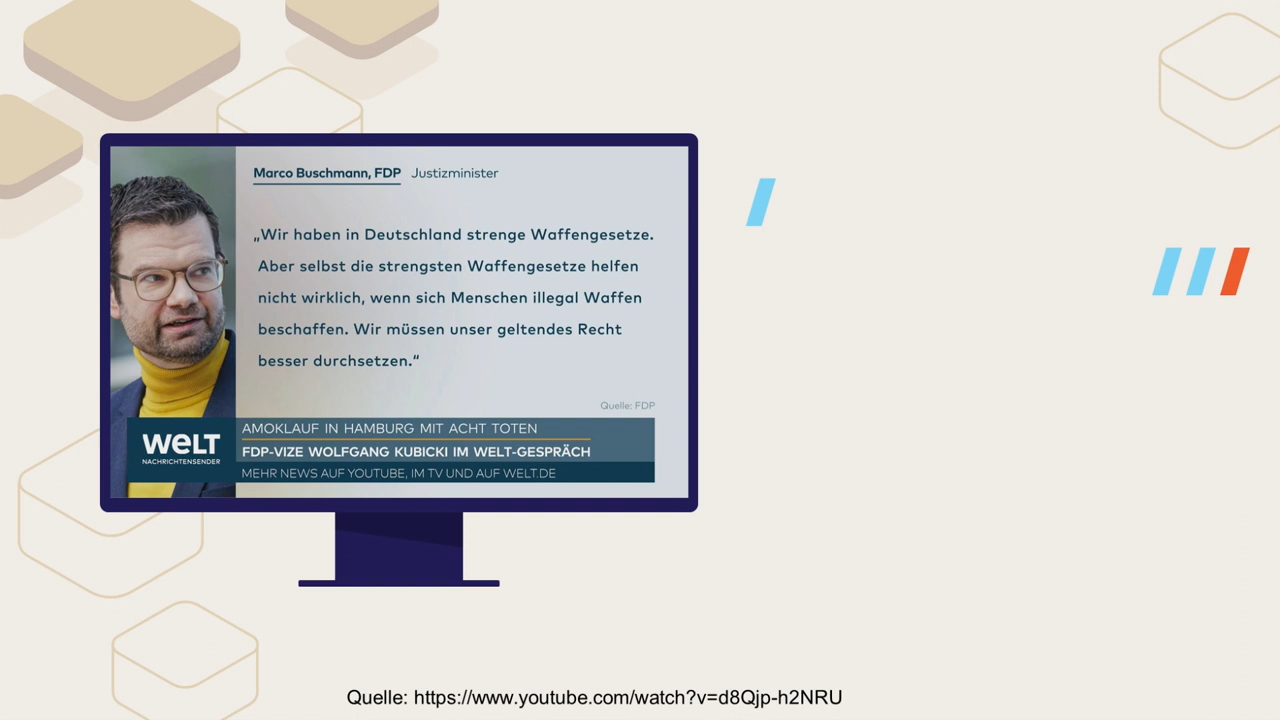 Marco Buschmann, FDP Justizminister
„Wir haben in Deutschland strenge Waffengesetze.
Aber selbst die strengsten Waffengesetze helfen
nicht wirklich, wenn sich Menschen illegal Waffen
beschaffen. Wir müssen unser geltendes Recht
besser durchsetzen.“
Quelle: FDP
AMOKLAUF IN HAMBURG MIT ACHT TOTEN
welt
NACHRICHTENSENDER
FDP-VIZE WOLFGANG KUBICKI IM WELT-GESPRÄCH
MEHR NEWS AUF YOUTUBE, IM TV UND AUF WELT.DE
Quelle: https://www.youtube.com/watch?v=d8Qjp-h2NRU